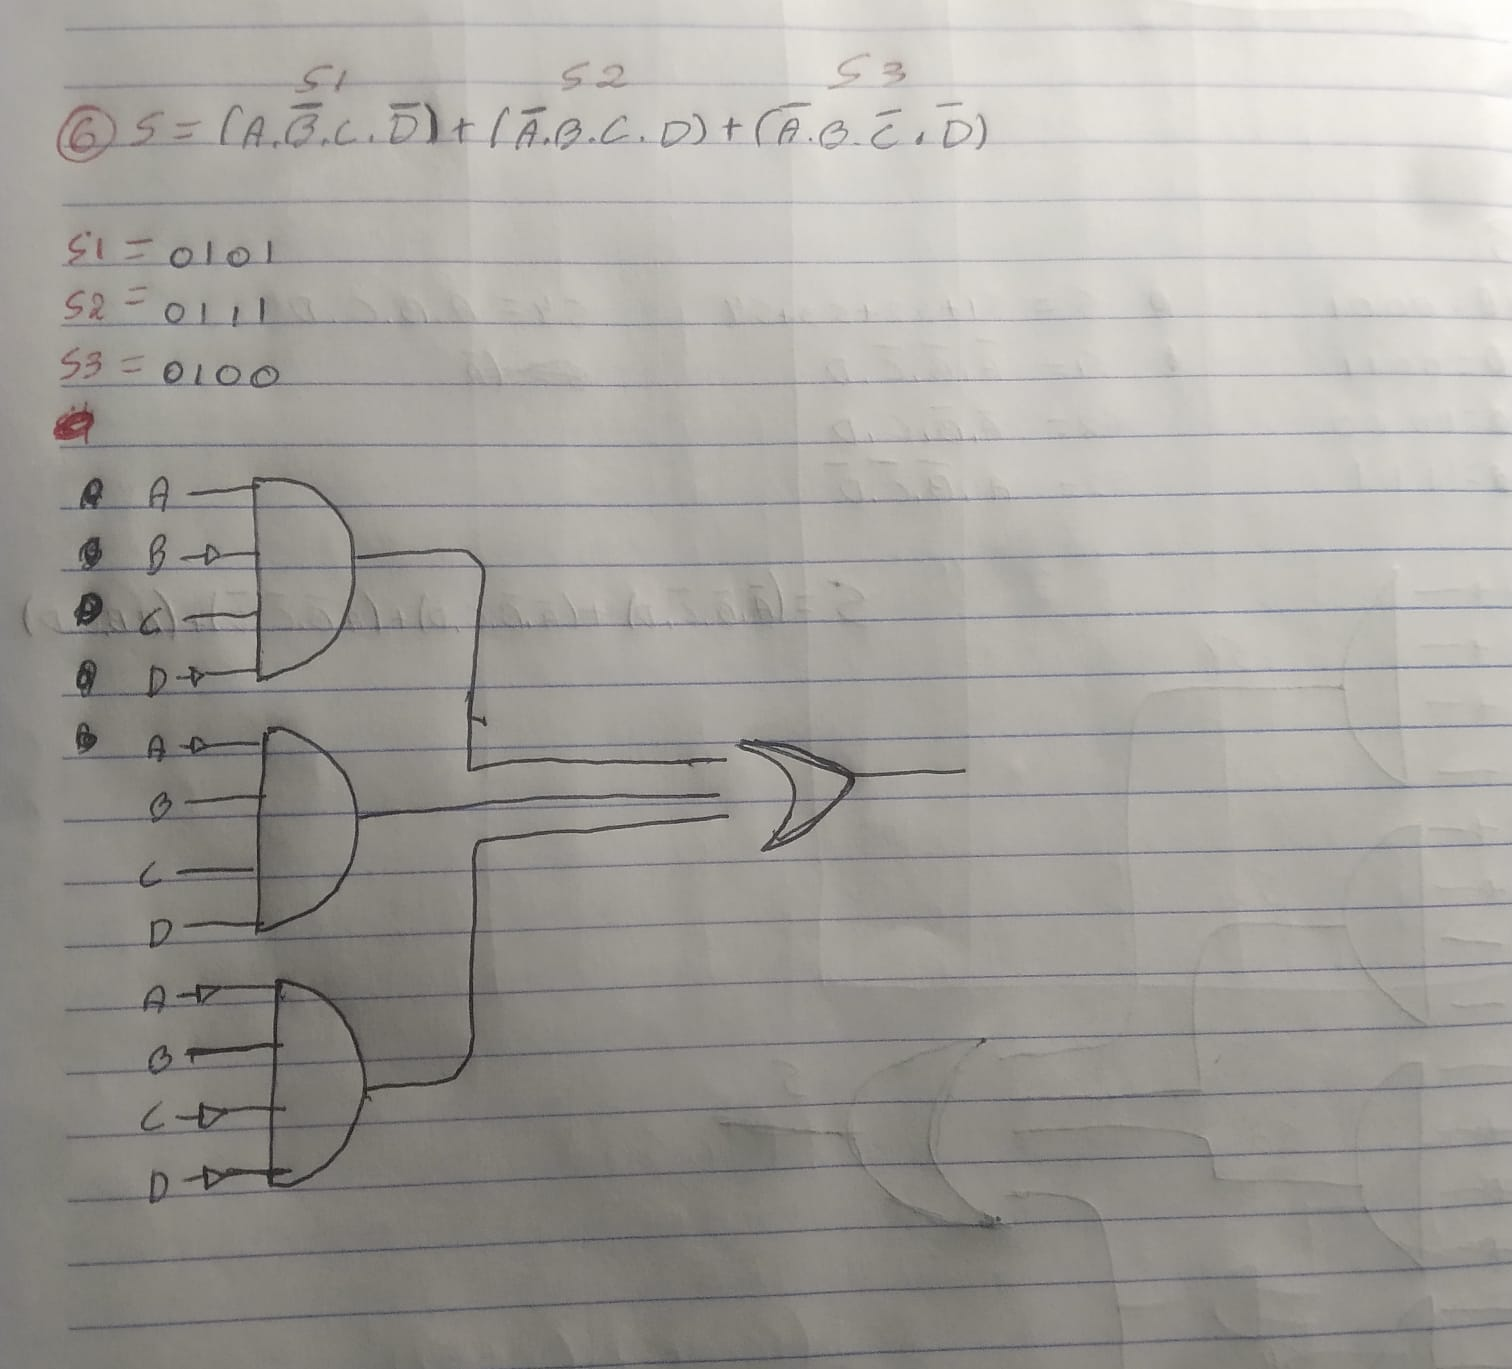 S1 S2 S3
⑥ S = (A.B̅.C.D̅) + (A̅.B.C.D) + (A̅.B.C̅.D̅)
S1 = 0101
S2 = 0111
S3 = 0100
A
B
C
D
A
B
C
D
A
B
C
D